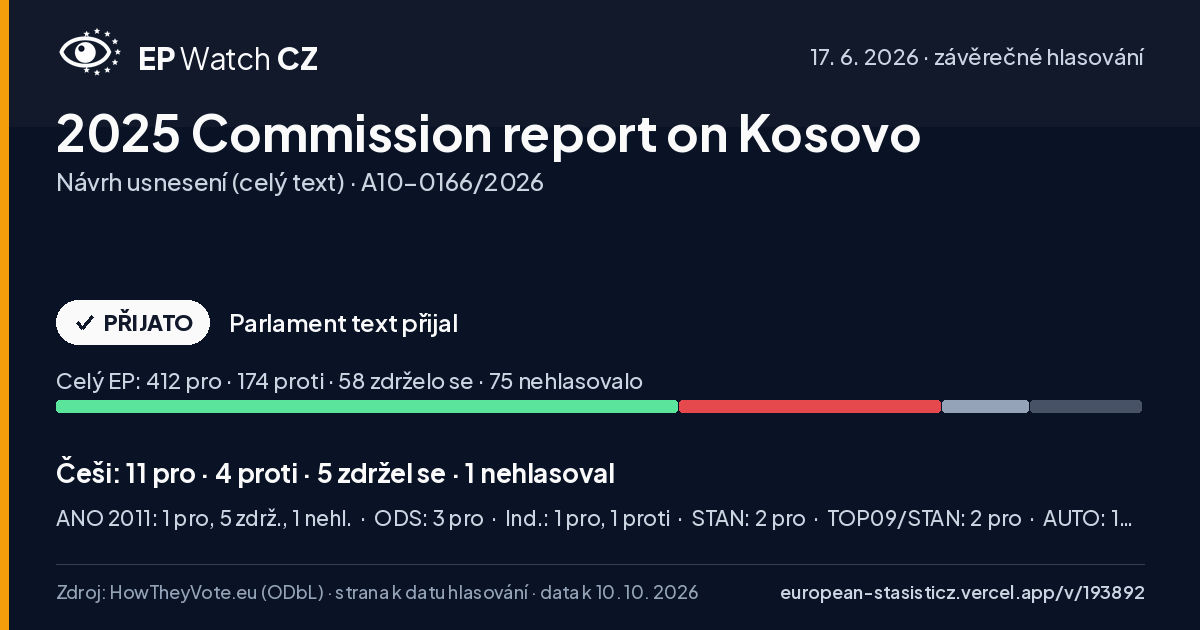 EP Watch CZ
17. 6. 2026 · závěrečné hlasování
2025 Commission report on Kosovo
Návrh usnesení (celý text) · A10–0166/2026
✓ PŘIJATO
Parlament text přijal
Celý EP: 412 pro · 174 proti · 58 zdrželo se · 75 nehlasovalo
Češi: 11 pro · 4 proti · 5 zdržel se · 1 nehlasoval
ANO 2011: 1 pro, 5 zdrž., 1 nehl. · ODS: 3 pro · Ind.: 1 pro, 1 proti · STAN: 2 pro · TOP09/STAN: 2 pro · AUTO: 1…
Zdroj: HowTheyVote.eu (ODbL) · strana k datu hlasování · data k 10. 10. 2026
european-stasisticz.vercel.app/v/193892